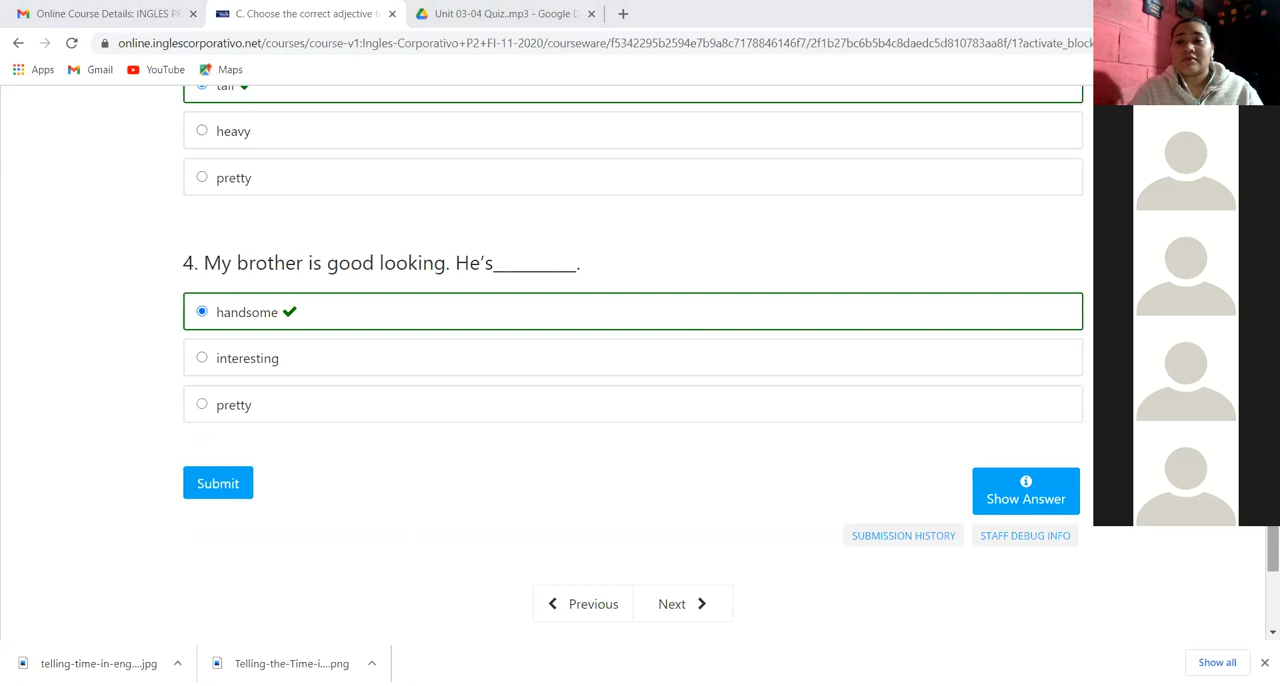 Online Course Details: INGLES P
C. Choose the correct adjective t
Unit 03-04 Quiz..mp3 - Google D
online.inglescorporativo.net/courses/course-v1:Ingles-Corporativo+P2+FI-11-2020/courseware/f5342295b2594e7b9a8c7178846146f7/2f1b27bc6b5b4c8daedc5d810783aa8f/1?activate_block
Apps
Gmail
YouTube
Maps
tall
heavy
pretty
4. My brother is good looking. He’s_________.
handsome
interesting
pretty
Submit
Show Answer
SUBMISSION HISTORY
STAFF DEBUG INFO
Previous
Next
telling-time-in-eng....jpg
Telling-the-Time-i....png
Show all